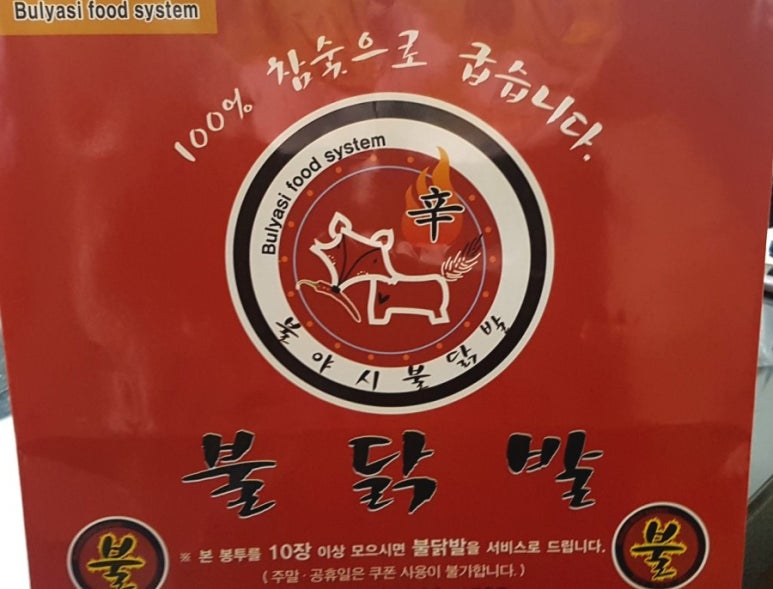 Bulyasi food system
100% 참숯으로 굽습니다.
Bulyasi food system
辛
불야시불닭발
불닭발
불
※ 본 봉투를 10장 이상 모으시면 불닭발을 서비스로 드립니다.
불
( 주말 · 공휴일은 쿠폰 사용이 불가합니다. )